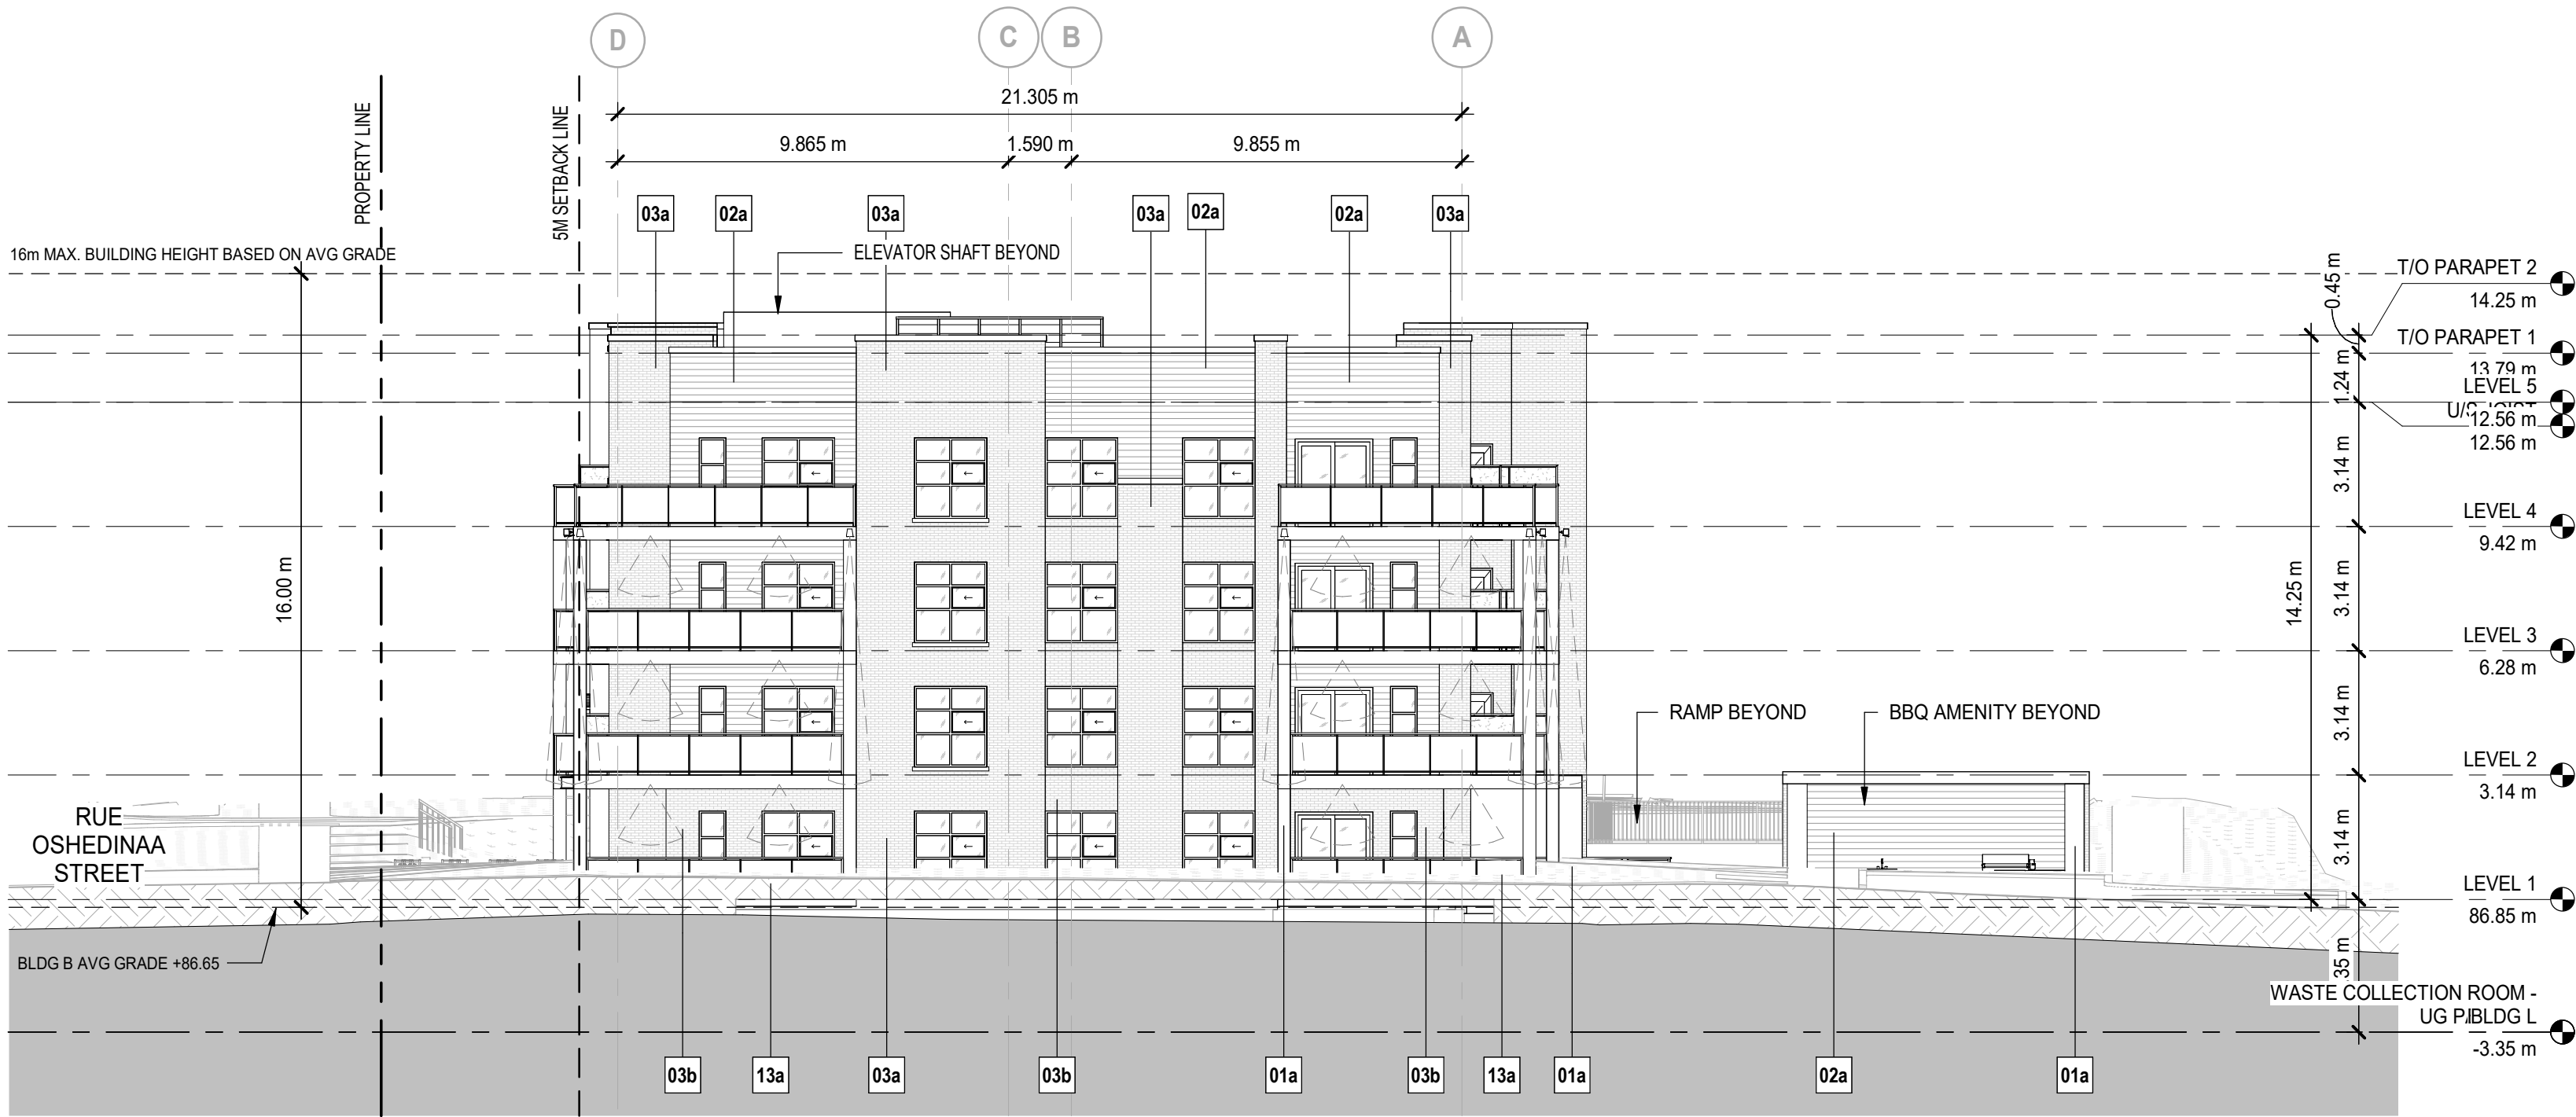 D
C
B
A
21.305 m
9.865 m
1.590 m
9.855 m
PROPERTY LINE
5M SETBACK LINE
03a
02a
03a
03a
02a
02a
03a
16m MAX. BUILDING HEIGHT BASED ON AVG GRADE
ELEVATOR SHAFT BEYOND
T/O PARAPET 2
14.25 m
0.45 m
T/O PARAPET 1
13.79 m
1.24 m
LEVEL 5
12.56 m
12.56 m
3.14 m
LEVEL 4
9.42 m
16.00 m
14.25 m
3.14 m
LEVEL 3
6.28 m
3.14 m
RAMP BEYOND
BBQ AMENITY BEYOND
LEVEL 2
3.14 m
RUE
OSHEDINAA
STREET
3.14 m
LEVEL 1
86.85 m
BLDG B AVG GRADE +86.65
35 m
WASTE COLLECTION ROOM -
UG P/BLDG L
-3.35 m
03b
13a
03a
03b
01a
03b
13a
01a
02a
01a